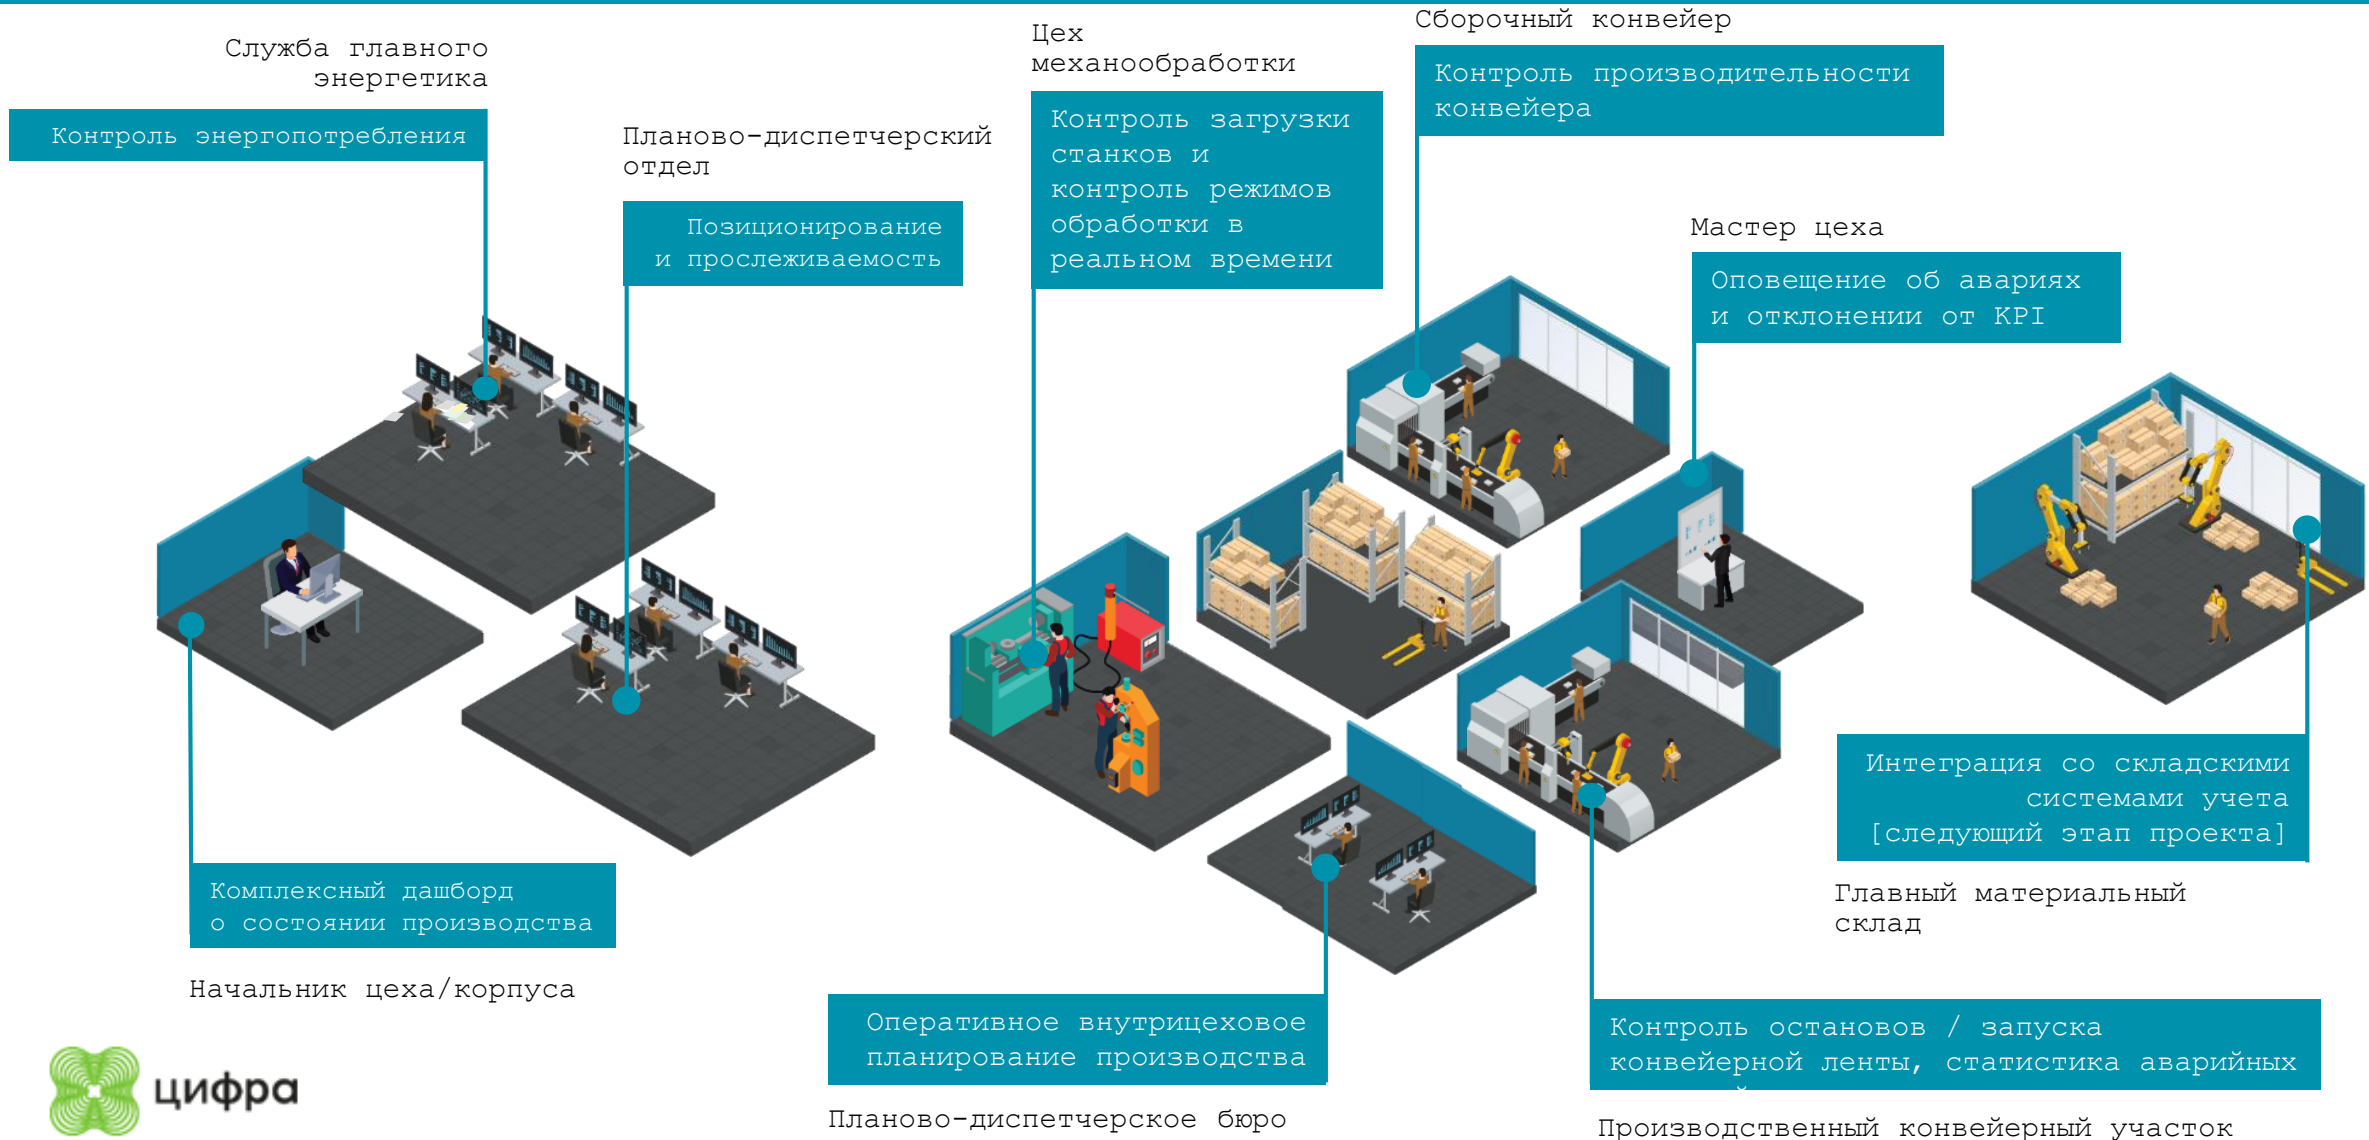 Служба главного
энергетика
Контроль энергопотребления
Планово-диспетчерский
отдел
Позиционирование
и прослеживаемость
Цех
механообработки
Контроль загрузки
станков и
контроль режимов
обработки в
реальном времени
Сборочный конвейер
Контроль производительности
конвейера
Мастер цеха
Оповещение об авариях
и отклонении от KPI
Интеграция со складскими
системами учета
[следующий этап проекта]
Главный материальный
склад
Комплексный дашборд
о состоянии производства
Начальник цеха/корпуса
Оперативное внутрицеховое
планирование производства
Планово-диспетчерское бюро
Контроль остановов / запуска
конвейерной ленты, статистика аварийных
Производственный конвейерный участок
цифра